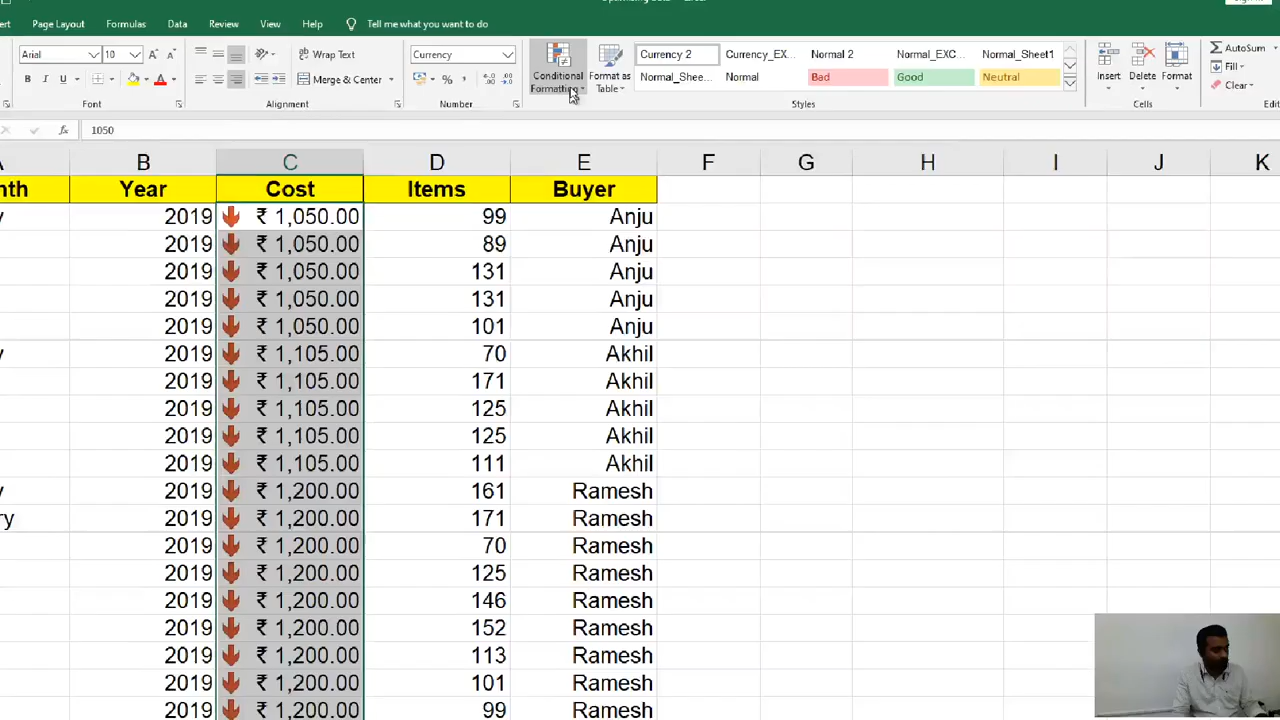 Page Layout Formulas Data Review View Help Tell me what you want to do
Arial 10 Wrap Text Currency Conditional Formatting Format as Table Currency 2 Currency_EX... Normal 2 Normal_EXC... Normal_Sheet1 Insert Delete Format AutoSum
B I U A Merge & Center % Normal_Shee... Normal Bad Good Neutral Fill
Clear
Font Alignment Number Styles Cells
fx 1050
B C D E F G H I J K
nth Year Cost Items Buyer
y 2019 ₹ 1,050.00 99 Anju
2019 ₹ 1,050.00 89 Anju
2019 ₹ 1,050.00 131 Anju
2019 ₹ 1,050.00 131 Anju
2019 ₹ 1,050.00 101 Anju
y 2019 ₹ 1,105.00 70 Akhil
2019 ₹ 1,105.00 171 Akhil
2019 ₹ 1,105.00 125 Akhil
2019 ₹ 1,105.00 125 Akhil
2019 ₹ 1,105.00 111 Akhil
y 2019 ₹ 1,200.00 161 Ramesh
ry 2019 ₹ 1,200.00 171 Ramesh
2019 ₹ 1,200.00 70 Ramesh
2019 ₹ 1,200.00 125 Ramesh
2019 ₹ 1,200.00 146 Ramesh
2019 ₹ 1,200.00 152 Ramesh
2019 ₹ 1,200.00 113 Ramesh
2019 ₹ 1,200.00 101 Ramesh
2019 ₹ 1,200.00 99 Ramesh